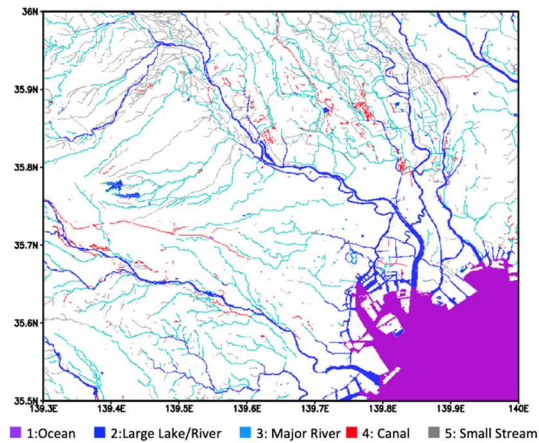 36N
35.9N
35.8N
35.7N
35.6N
35.5N
139.3E 139.4E 139.5E 139.6E 139.7E 139.8E 139.9E 140E
1:Ocean 2:Large Lake/River 3: Major River 4: Canal 5: Small Stream